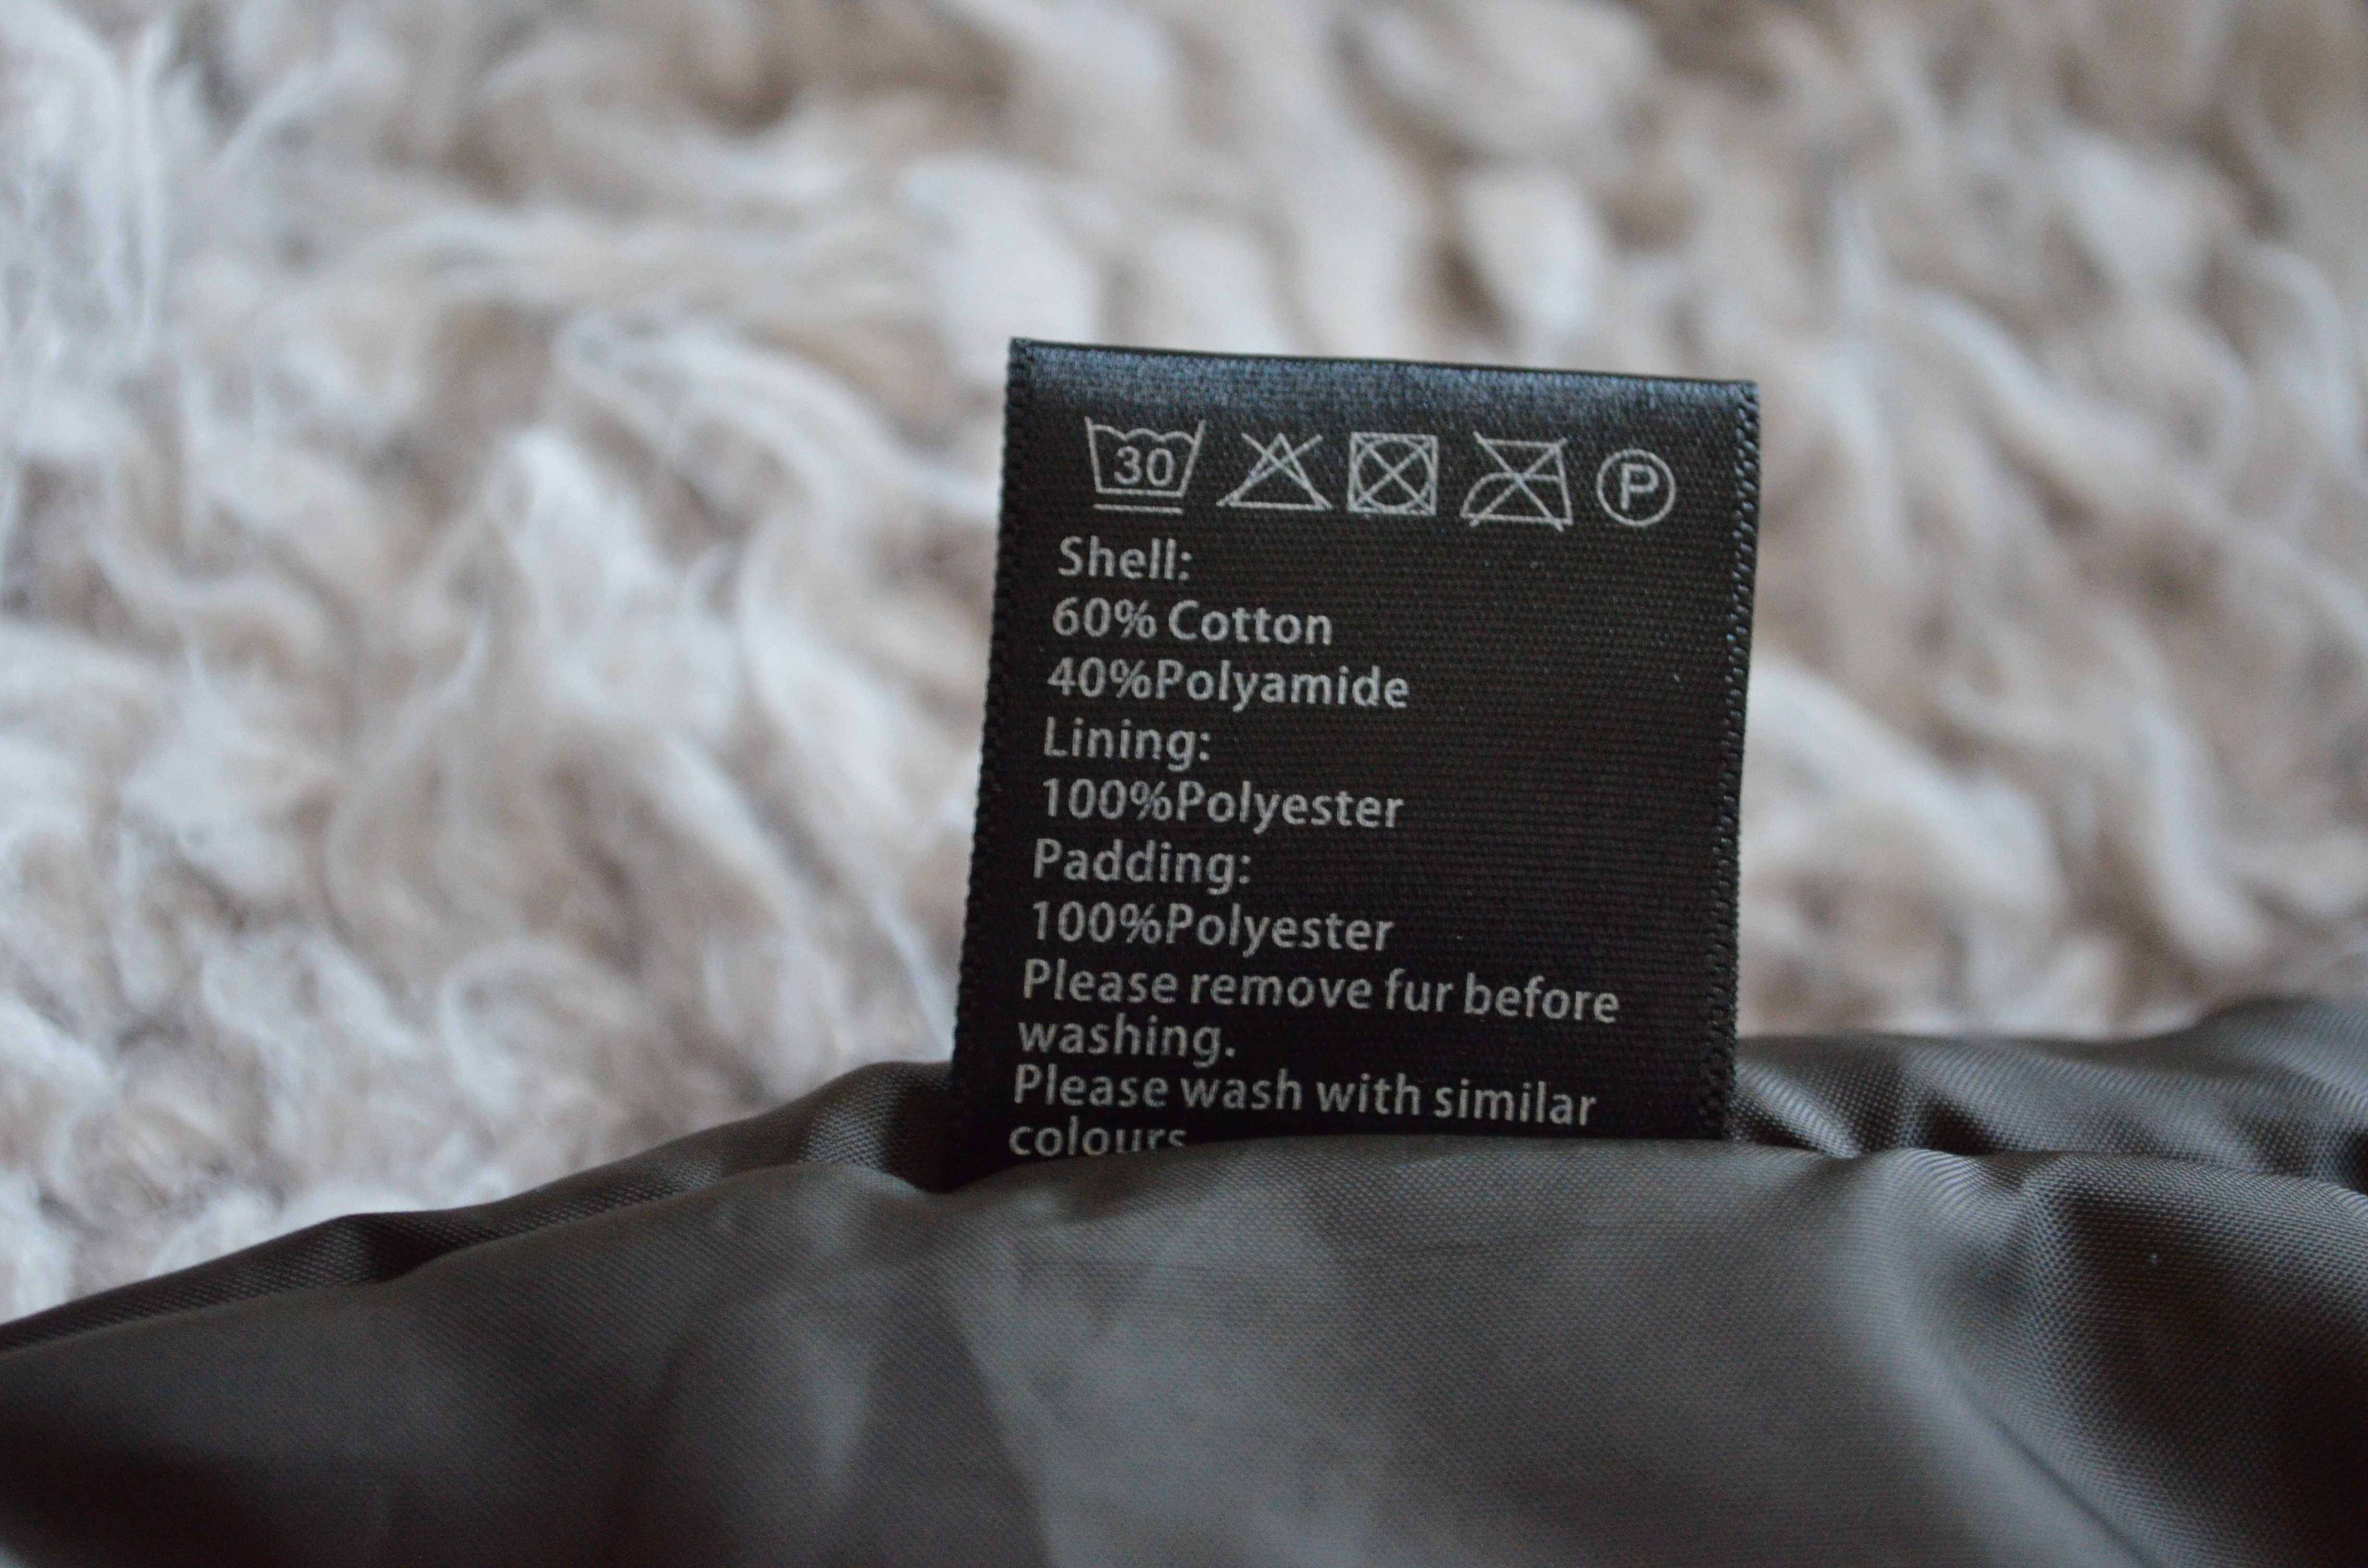 30 P
Shell:
60% Cotton
40%Polyamide
Lining:
100%Polyester
Padding:
100%Polyester
Please remove fur before
washing.
Please wash with similar
colours